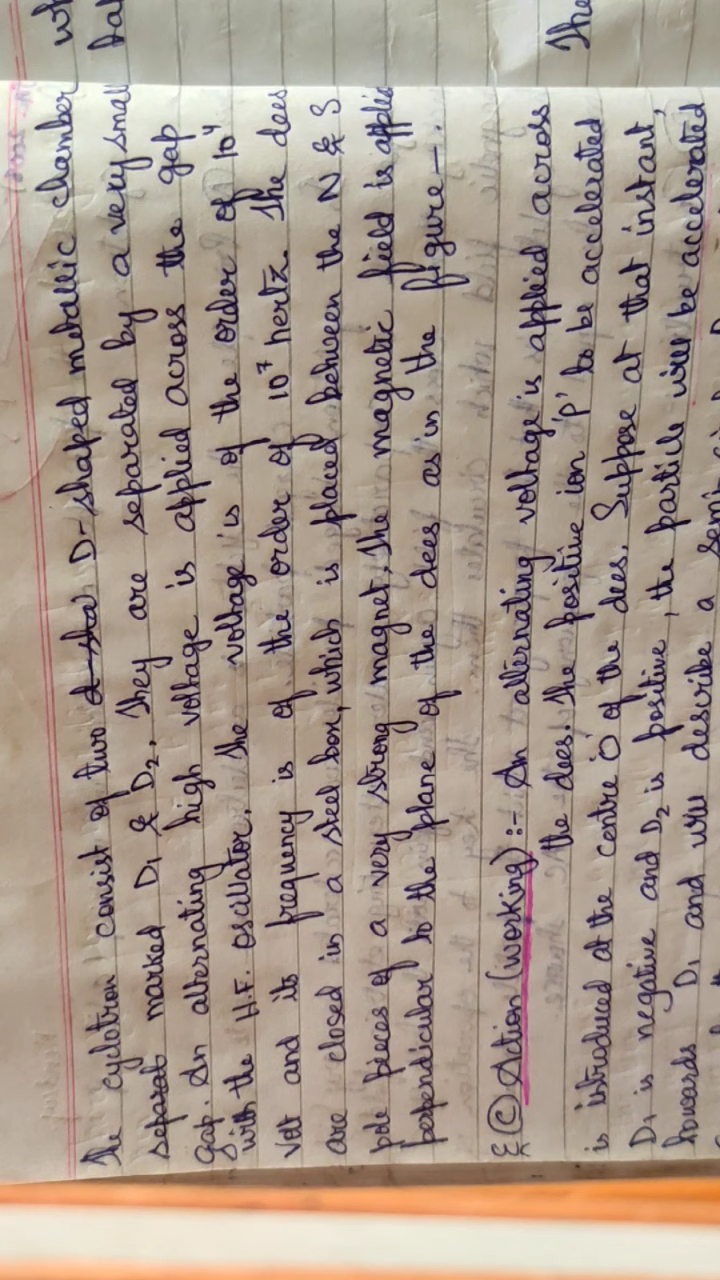 The cyclotron consist of two d-sha D-shaped metallic chamber
separat marked D₁ & D₂. They are separated by a very small
gap. An alternating high voltage is applied across the gap
with the H.F. oscillator. The voltage is of the order of 10⁴
volt and its frequency is of the order of 10⁷ hertz. The dees
are closed in a steel box, which is placed between the N & S
pole pieces of a very strong magnet. The magnetic field is applie
perpendicular to the plane of the dees as in the figure-.
(C) Action (working) :- An alternating voltage is applied across
the dees. The positive ion 'P' to be accelerated
is introduced at the centre 'O' of the dees. Suppose at that instant,
D₁ is negative and D₂ is positive, the particle will be accelerated
towards D₁ and will describe a semi
The